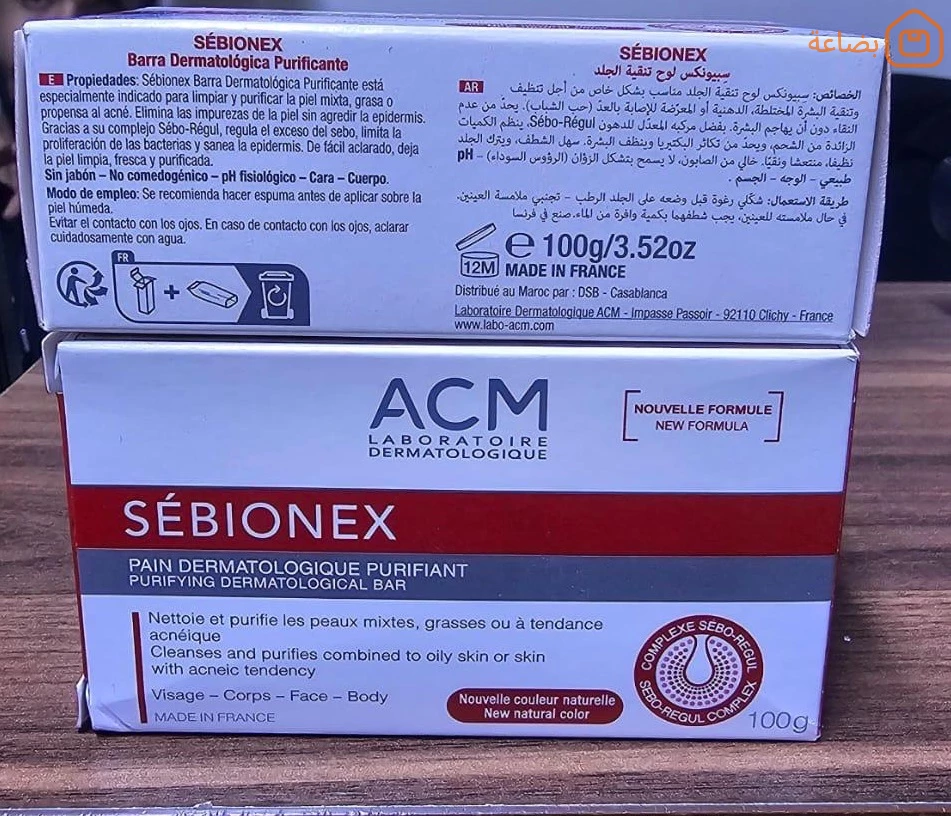 بضاعة
SÉBIONEX
Barra Dermatológica Purificante
E Propiedades: Sébionex Barra Dermatológica Purificante está
especialmente indicado para limpiar y purificar la piel mixta, grasa o
propensa al acné. Elimina las impurezas de la piel sin agredir la epidermis.
Gracias a su complejo Sébo-Régul, regula el exceso del sebo, limita la
proliferación de las bacterias y sanea la epidermis. De fácil aclarado, deja
la piel limpia, fresca y purificada.
Sin jabón – No comedogénico – pH fisiológico – Cara – Cuerpo.
Modo de empleo: Se recomienda hacer espuma antes de aplicar sobre la
piel húmeda.
Evitar el contacto con los ojos. En caso de contacto con los ojos, aclarar
cuidadosamente con agua.
FR
SÉBIONEX
سيبيونكس لوح تنقية الجلد
AR الخصائص: سيبيونكس لوح تنقية الجلد مناسب بشكل خاص من أجل تنظيف
وتنقية البشرة المختلطة، الدهنية أو المعرّضة للإصابة بالعدّ (حب الشباب). يحدّ من عدم
النقاء دون أن يهاجم البشرة. بفضل مركبه المعدّل للدهون Sébo-Régul، ينظم الكميات
الزائدة من الشحم، ويحدّ من تكاثر البكتيريا وينظف البشرة. سهل الشطف، ويترك الجلد
نظيفا، منتعشا ونقيّا. خالي من الصابون، لا يسمح بتشكل الزؤان (الرؤوس السوداء) – pH
طبيعي – الوجه – الجسم .
طريقة الاستعمال: شكّلي رغوة قبل وضعه على الجلد الرطب – تجنبي ملامسة العينين.
في حال ملامسته للعينين، يجب شطفهما بكمية وافرة من الماء. صنع في فرنسا
12M
e 100g/3.52oz
MADE IN FRANCE
Distribué au Maroc par : DSB - Casablanca
Laboratoire Dermatologique ACM - Impasse Passoir - 92110 Clichy - France
www.labo-acm.com
ACM
LABORATOIRE
DERMATOLOGIQUE
NOUVELLE FORMULE
NEW FORMULA
SÉBIONEX
PAIN DERMATOLOGIQUE PURIFIANT
PURIFYING DERMATOLOGICAL BAR
Nettoie et purifie les peaux mixtes, grasses ou à tendance
acnéique
Cleanses and purifies combined to oily skin or skin
with acneic tendency
Visage – Corps – Face – Body
MADE IN FRANCE
Nouvelle couleur naturelle
New natural color
COMPLEXE SÉBO-RÉGUL
SEBO-REGUL COMPLEX
100g